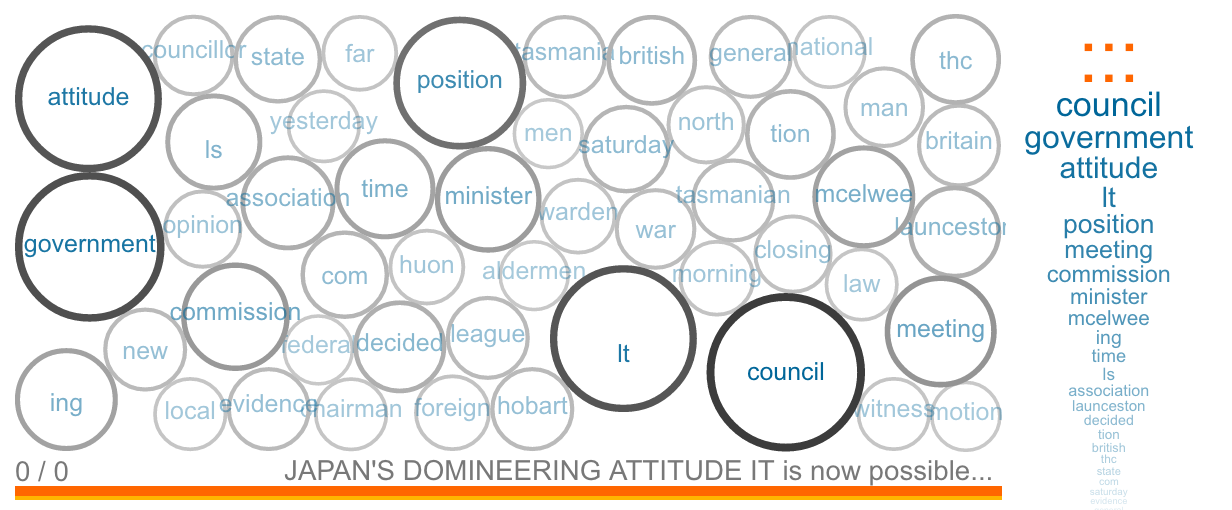 councillor
state
far
position
tasmania
british
general
national
thc
attitude
yesterday
men
saturday
north
tion
man
britain
ls
association
time
minister
warden
war
tasmanian
mcelwee
launceston
opinion
government
com
huon
aldermen
morning
closing
law
commission
new
federal
decided
league
lt
council
meeting
ing
local
evidence
chairman
foreign
hobart
witness
motion
0 / 0
JAPAN'S DOMINEERING ATTITUDE IT is now possible...
...
...
council
government
attitude
lt
position
meeting
commission
minister
mcelwee
ing
time
ls
association
launceston
decided
tion
british
thc
state
com
saturday
evidence